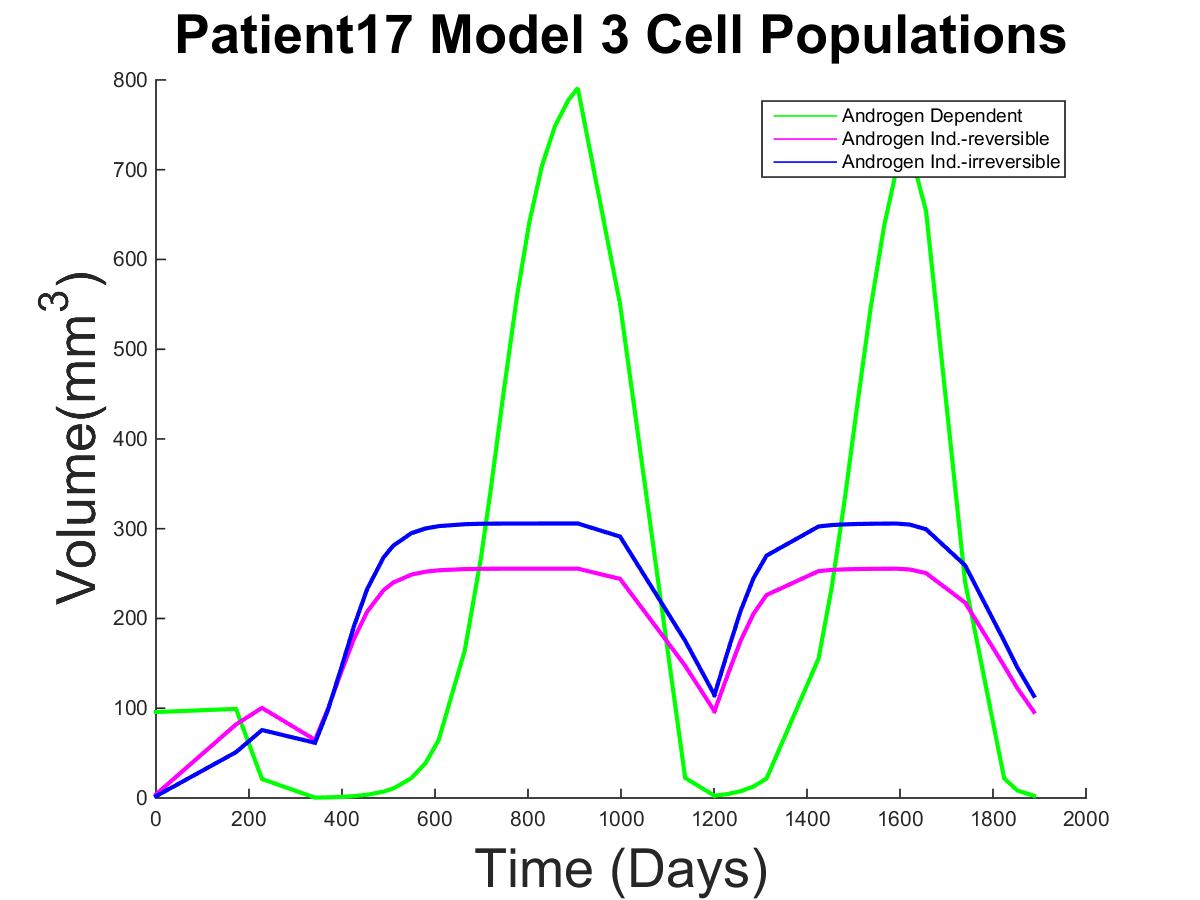 Patient17 Model 3 Cell Populations
800
700
600
500
400
300
200
100
0
Volume(mm³)
Androgen Dependent
Androgen Ind.-reversible
Androgen Ind.-irreversible
0 200 400 600 800 1000 1200 1400 1600 1800 2000
Time (Days)